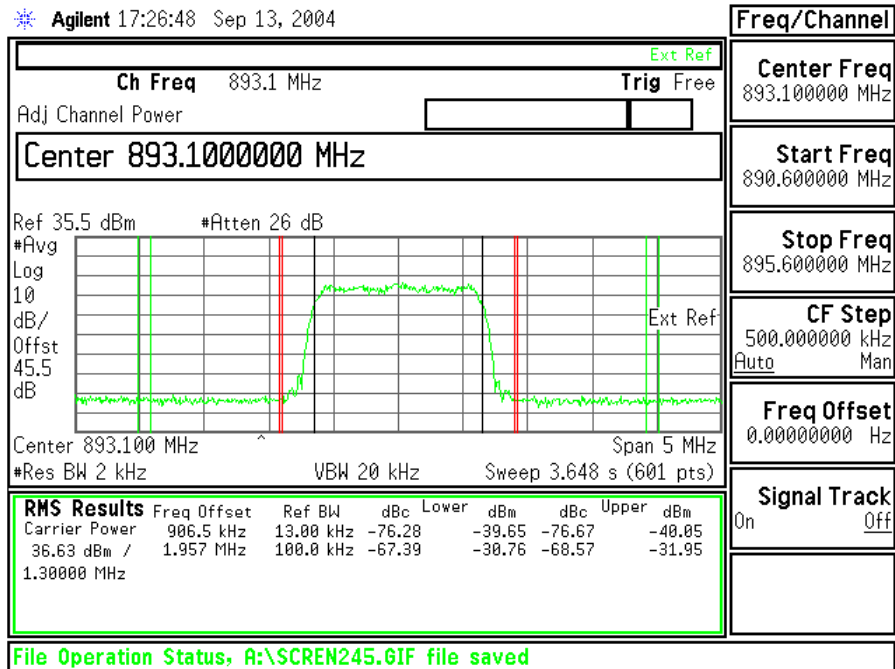 Agilent 17:26:48 Sep 13, 2004
Freq/Channel
Ext Ref
Ch Freq 893.1 MHz
Trig Free
Adj Channel Power
Center 893.1000000 MHz
Ref 35.5 dBm #Atten 26 dB
#Avg
Log
10
dB/
Offst
45.5
dB
Ext Ref
Center 893.100 MHz ^ Span 5 MHz
#Res BW 2 kHz VBW 20 kHz Sweep 3.648 s (601 pts)
RMS Results Freq Offset Ref BW dBc Lower dBm dBc Upper dBm
Carrier Power 906.5 kHz 13.00 kHz -76.28 -39.65 -76.67 -40.05
36.63 dBm / 1.957 MHz 100.0 kHz -67.39 -30.76 -68.57 -31.95
1.30000 MHz
Center Freq
893.100000 MHz
Start Freq
890.600000 MHz
Stop Freq
895.600000 MHz
CF Step
500.000000 kHz
Auto Man
Freq Offset
0.00000000 Hz
Signal Track
On Off
File Operation Status, A:\SCREN245.GIF file saved